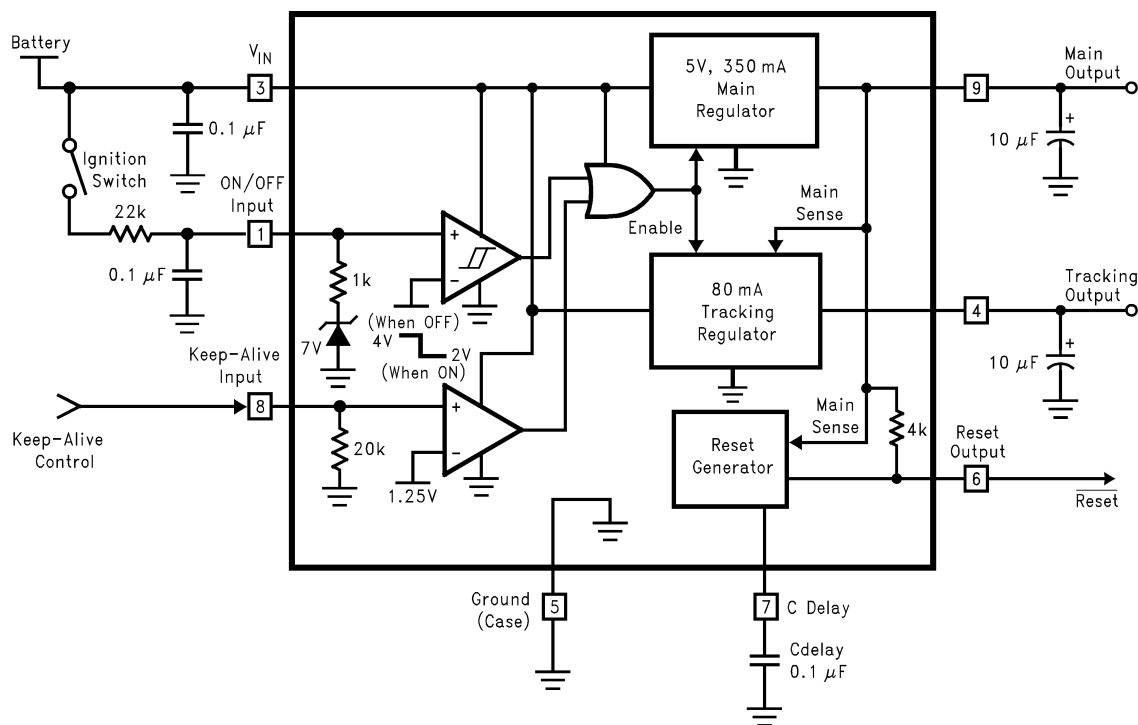 Battery
VIN
3
0.1 μF
Ignition
Switch
ON/OFF
Input
22k
1
0.1 μF
1k
7V
+
−
(When OFF)
4V
2V
(When ON)
Keep-Alive
Input
8
Keep-Alive
Control
20k
+
−
1.25V
5V, 350 mA
Main
Regulator
Enable
Main
Sense
80 mA
Tracking
Regulator
Main
Sense
Reset
Generator
4k
9
Main
Output
+
10 μF
4
Tracking
Output
+
10 μF
Reset
Output
6
Reset
Ground
(Case)
5
7
C Delay
Cdelay
0.1 μF